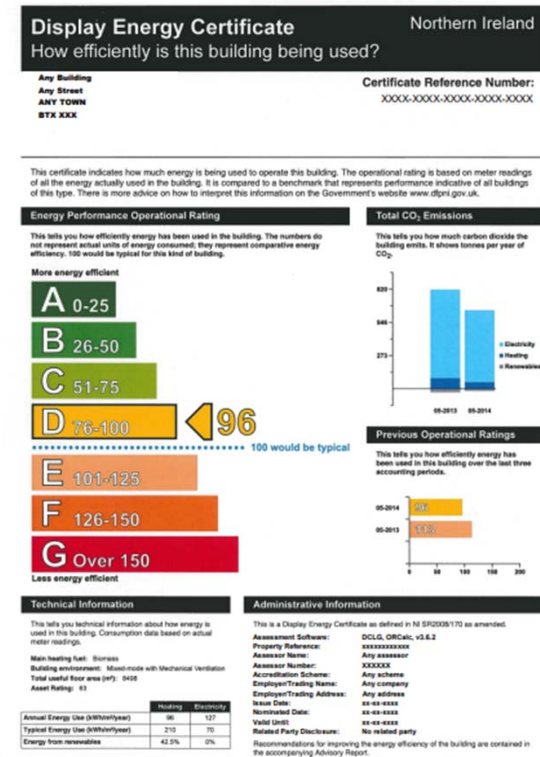 Display Energy Certificate
Northern Ireland
How efficiently is this building being used?
Any Building
Any Street
ANY TOWN
BTX XXX
Certificate Reference Number:
XXXX-XXXX-XXXX-XXXX-XXXX
This certificate indicates how much energy is being used to operate this building. The operational rating is based on meter readings
of all the energy actually used in the building. It is compared to a benchmark that represents performance indicative of all buildings
of this type. There is more advice on how to interpret this information on the Government's website www.dfpni.gov.uk.
Energy Performance Operational Rating
This tells you how efficiently energy has been used in the building. The numbers do
not represent actual units of energy consumed; they represent comparative energy
efficiency. 100 would be typical for this kind of building.
More energy efficient
A 0-25
B 26-50
C 51-75
D 76-100
96
100 would be typical
E 101-125
F 126-150
G Over 150
Less energy efficient
Total CO2 Emissions
This tells you how much carbon dioxide the
building emits. It shows tonnes per year of
CO2.
820
546
273
Electricity
Heating
Renewables
05-2013 05-2014
Previous Operational Ratings
This tells you how efficiently energy has
been used in this building over the last three
accounting periods.
05-2014 96
05-2013 113
0 50 100 150 200
Technical Information
This tells you technical information about how energy is
used in this building. Consumption data based on actual
meter readings.
Main heating fuel: Biomass
Building environment: Mixed-mode with Mechanical Ventilation
Total useful floor area (m²):
Asset Rating: 63
Heating Electricity
Annual Energy Use (kWh/m²/year) 96 127
Typical Energy Use (kWh/m²/year) 210 70
Energy from renewables 42.5% 0%
Administrative Information
This is a Display Energy Certificate as defined in NI SR2008/170 as amended.
Assessment Software: DCLG, ORCalc, v3.6.2
Property Reference: xxxxxxxxxxxx
Assessor Name: Any assessor
Assessor Number: XXXXXX
Accreditation Scheme: Any scheme
Employer/Trading Name: Any company
Employer/Trading Address: Any address
Issue Date: xx-xx-xxxx
Nominated Date: xx-xx-xxxx
Valid Until: xx-xx-xxxx
Related Party Disclosure: No related party
Recommendations for improving the energy efficiency of the building are contained in
the accompanying Advisory Report.